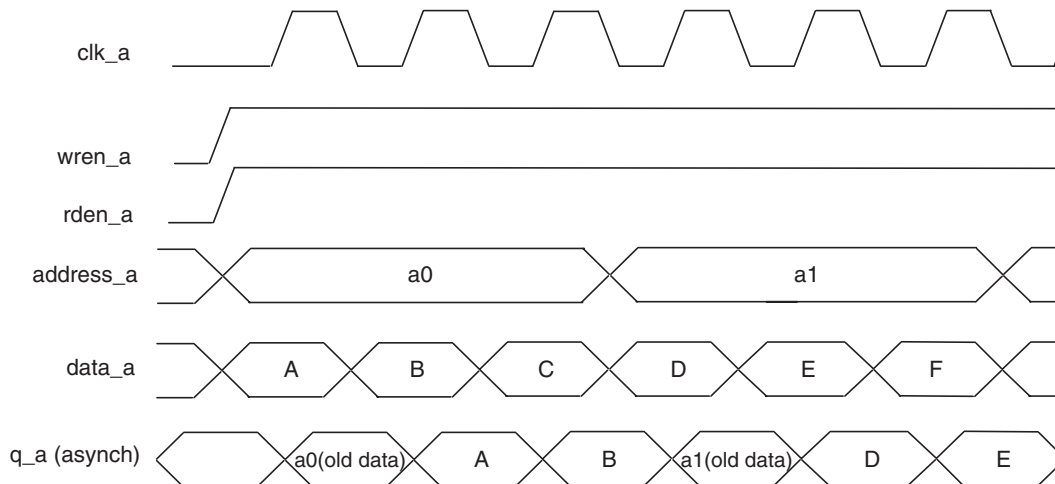 clk_a
wren_a
rden_a
address_a a0 a1
data_a A B C D E F
q_a (asynch) a0(old data) A B a1(old data) D E